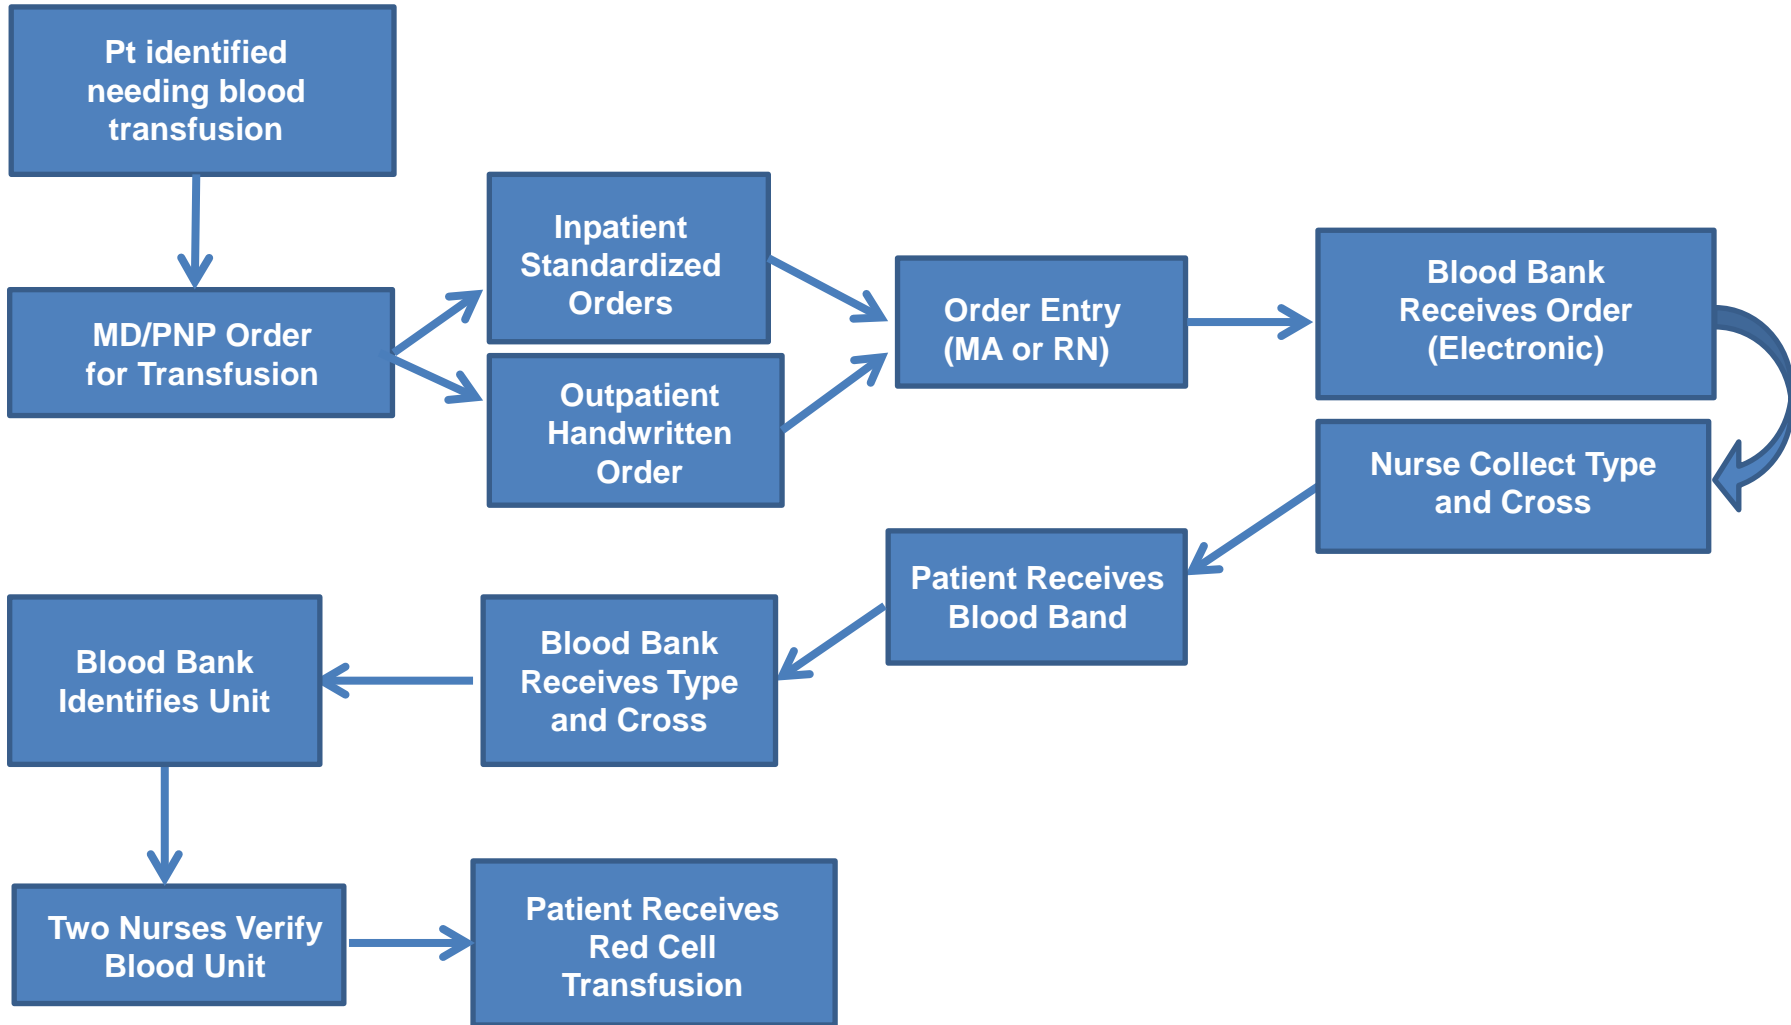 Pt identified
needing blood
transfusion
MD/PNP Order
for Transfusion
Inpatient
Standardized
Orders
Outpatient
Handwritten
Order
Order Entry
(MA or RN)
Blood Bank
Receives Order
(Electronic)
Nurse Collect Type
and Cross
Patient Receives
Blood Band
Blood Bank
Receives Type
and Cross
Blood Bank
Identifies Unit
Two Nurses Verify
Blood Unit
Patient Receives
Red Cell
Transfusion